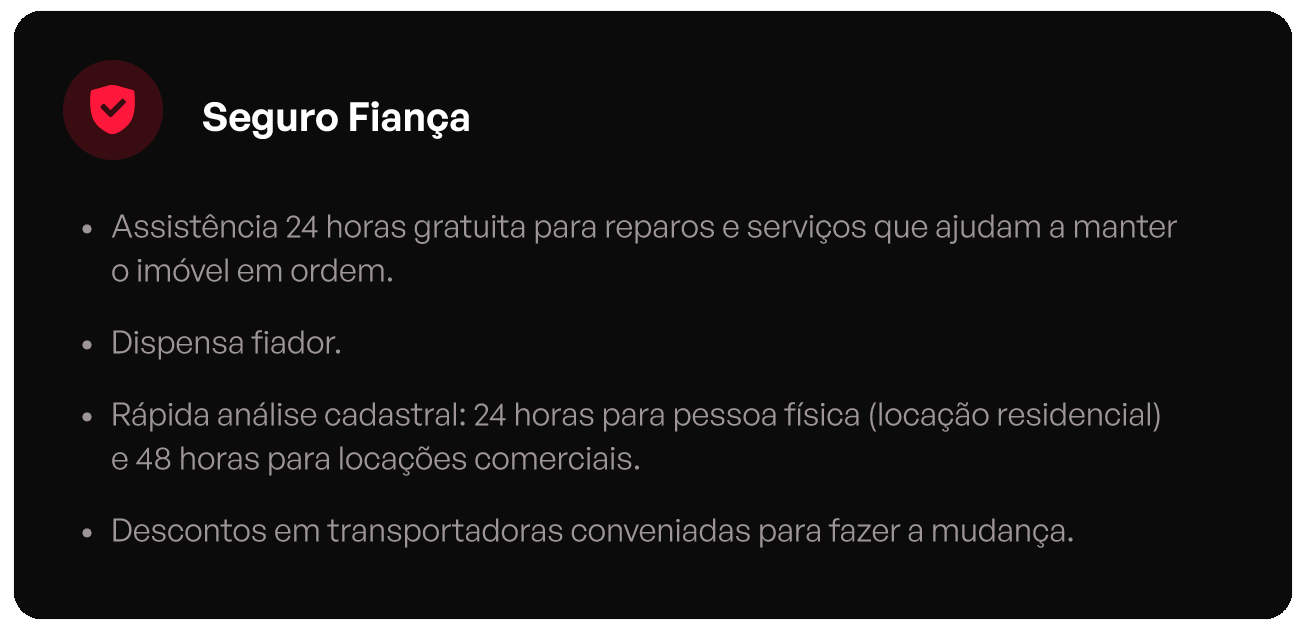 Seguro Fiança
• Assistência 24 horas gratuita para reparos e serviços que ajudam a manter
o imóvel em ordem.
• Dispensa fiador.
• Rápida análise cadastral: 24 horas para pessoa física (locação residencial)
e 48 horas para locações comerciais.
• Descontos em transportadoras conveniadas para fazer a mudança.